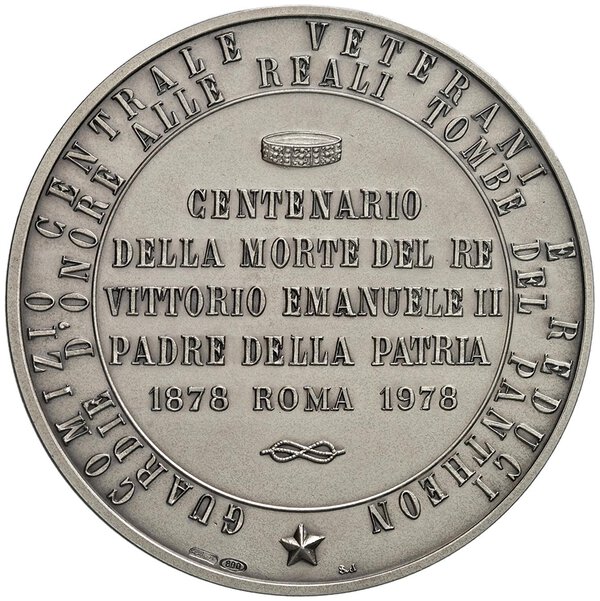 COMIZIO CENTRALE VETERANI E REDUCI
GUARDIE D'ONORE ALLE REALI TOMBE DEL PANTHEON
CENTENARIO
DELLA MORTE DEL RE
VITTORIO EMANUELE II
PADRE DELLA PATRIA
1878 ROMA 1978
800
S.J